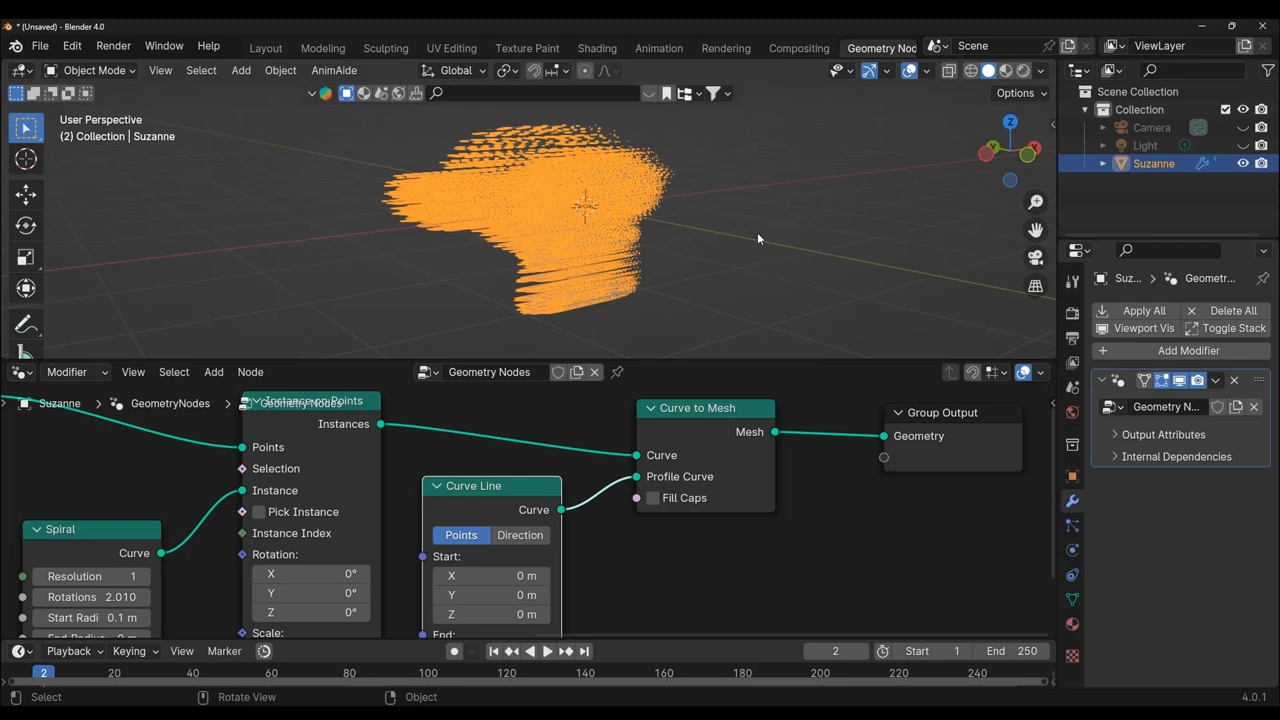 * (Unsaved) - Blender 4.0
File Edit Render Window Help Layout Modeling Sculpting UV Editing Texture Paint Shading Animation Rendering Compositing Geometry Nod Scene ViewLayer
Object Mode View Select Add Object AnimAide Global
Options
User Perspective
(2) Collection | Suzanne
Z
Scene Collection
Collection
Camera
Light
Suzanne
Suz... > Geometr...
Apply All Delete All
Viewport Vis Toggle Stack
Add Modifier
Geometry N...
Output Attributes
Internal Dependencies
Modifier View Select Add Node Geometry Nodes
Suzanne > GeometryNodes > Geometry Nodes
Instance on Points
Instances
Points
Selection
Instance
Pick Instance
Instance Index
Rotation:
X 0°
Y 0°
Z 0°
Scale:
Spiral
Curve
Resolution 1
Rotations 2.010
Start Radi 0.1 m
End Radius 0 m
Curve Line
Curve
Points Direction
Start:
X 0 m
Y 0 m
Z 0 m
End:
Curve to Mesh
Mesh
Curve
Profile Curve
Fill Caps
Group Output
Geometry
Playback Keying View Marker 2 Start 1 End 250
2 20 40 60 80 100 120 140 160 180 200 220 240
Select Rotate View Object 4.0.1